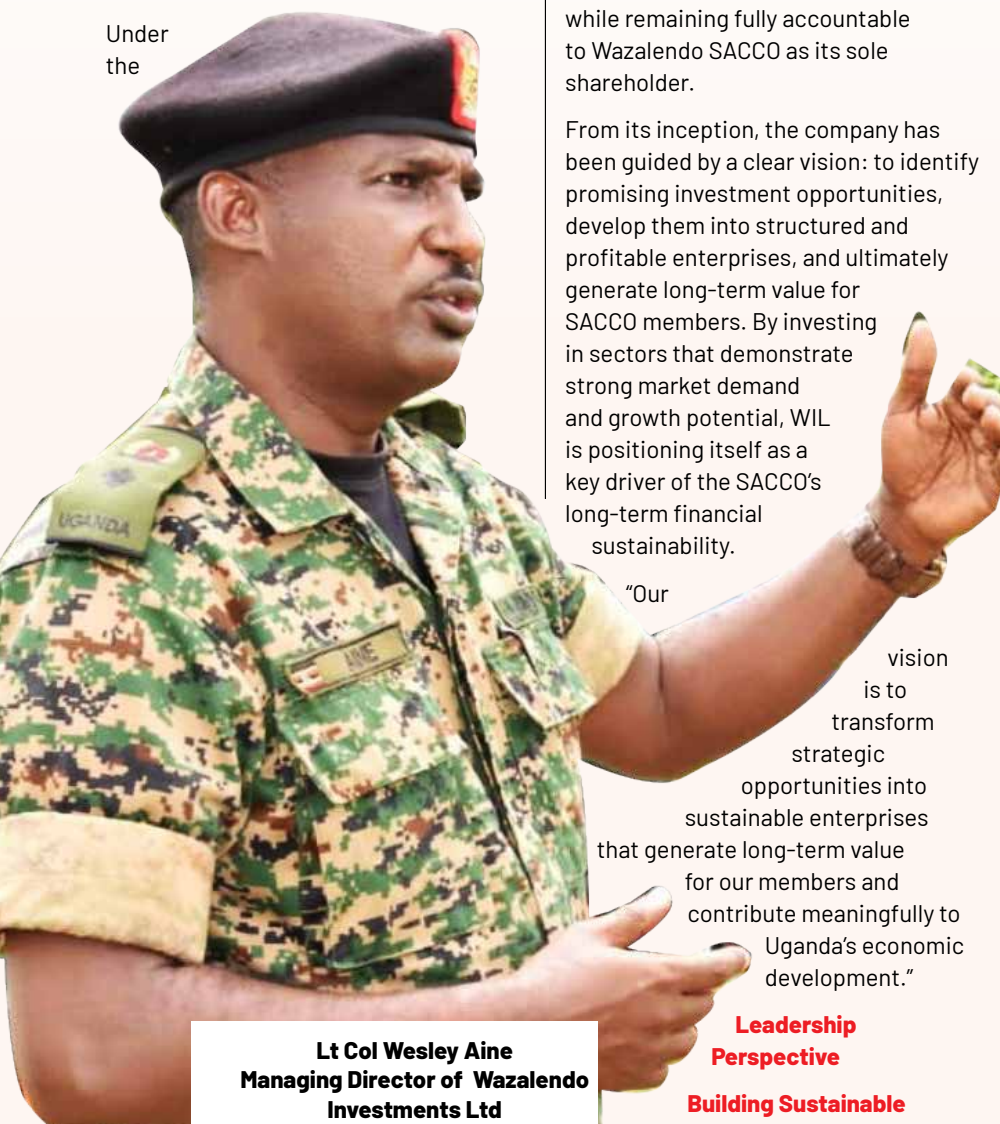 Under
the
while remaining fully accountable
to Wazalendo SACCO as its sole
shareholder.
From its inception, the company has
been guided by a clear vision: to identify
promising investment opportunities,
develop them into structured and
profitable enterprises, and ultimately
generate long-term value for
SACCO members. By investing
in sectors that demonstrate
strong market demand
and growth potential, WIL
is positioning itself as a
key driver of the SACCO’s
long-term financial
sustainability.
“Our
vision
is to
transform
strategic
opportunities into
sustainable enterprises
that generate long-term value
for our members and
contribute meaningfully to
Uganda’s economic
development.”
Leadership
Perspective
Building Sustainable
UGANDA
AINE
Lt Col Wesley Aine
Managing Director of Wazalendo
Investments Ltd